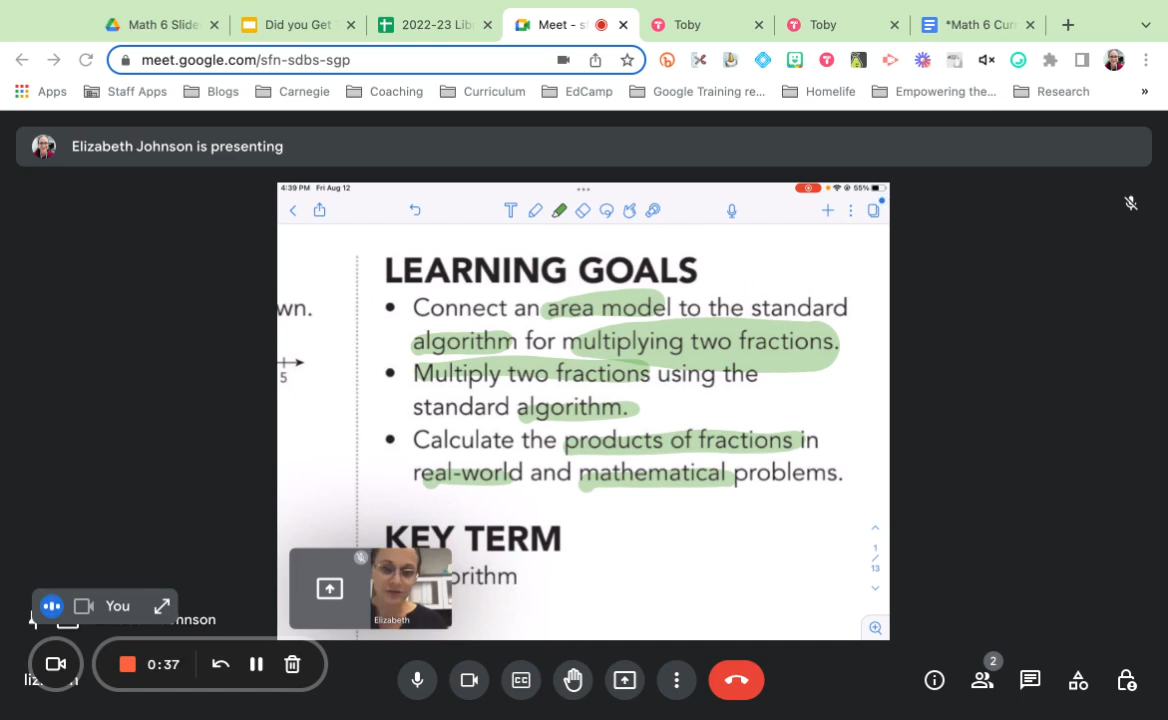 Math 6 Slide
Did you Get
2022-23 Lib
Meet - s
Toby
Toby
*Math 6 Curr
meet.google.com/sfn-sdbs-sgp
Apps
Staff Apps
Blogs
Carnegie
Coaching
Curriculum
EdCamp
Google Training re...
Homelife
Empowering the...
Research
»
Elizabeth Johnson is presenting
4:39 PM Fri Aug 12
55%
LEARNING GOALS
wn.
• Connect an area model to the standard
algorithm for multiplying two fractions.
5
• Multiply two fractions using the
standard algorithm.
• Calculate the products of fractions in
real-world and mathematical problems.
KEY TERM
orithm
1
/
13
Elizabeth
You
nnson
0:37
CC
2